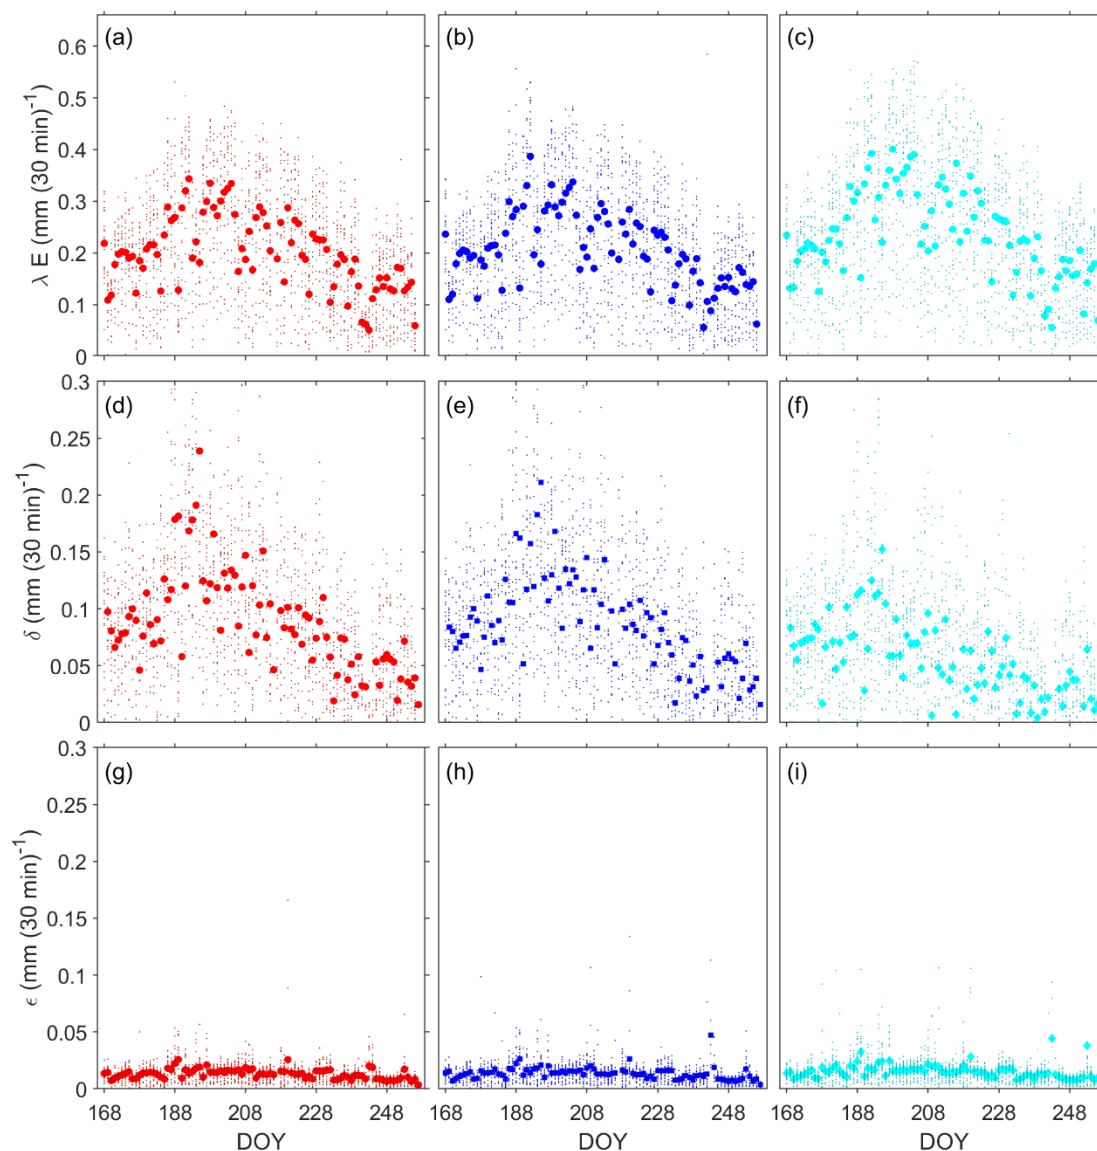 (a)
(b)
(c)
0.6
0.5
0.4
0.3
0.2
0.1
0
λ E (mm (30 min)⁻¹)
(d)
(e)
(f)
0.3
0.25
0.2
0.15
0.1
0.05
0
δ (mm (30 min)⁻¹)
(g)
(h)
(i)
0.3
0.25
0.2
0.15
0.1
0.05
0
ϵ (mm (30 min)⁻¹)
168 188 208 228 248
168 188 208 228 248
168 188 208 228 248
DOY
DOY
DOY